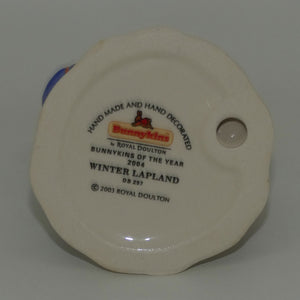 HAND MADE AND HAND DECORATED
Bunnykins
by ROYAL DOULTON
BUNNYKINS OF THE YEAR
2004
WINTER LAPLAND
DB 297
© 2003 ROYAL DOULTON